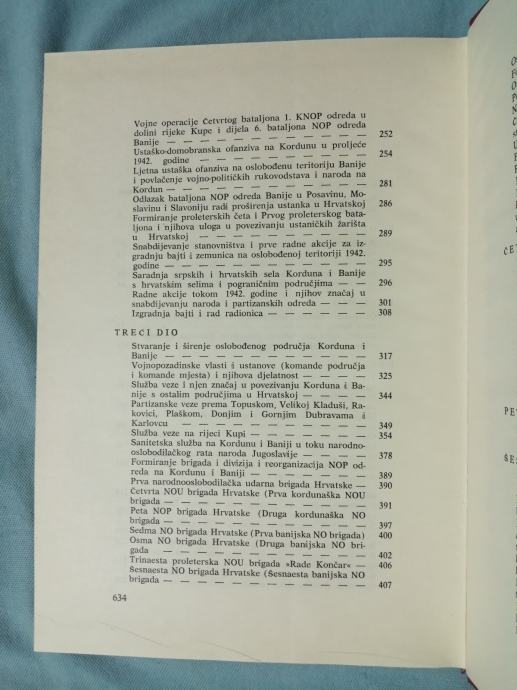 Vojne operacije Četvrtog bataljona 1. KNOP odreda u
dolini rijeke Kupe i dijela 6. bataljona NOP odreda
Banije — — — — — — — — — — — 252
Ustaško-domobranska ofanziva na Kordunu u proljeće
1942. godine — — — — — — — — — 254
Ljetna ustaška ofanziva na oslobođenu teritoriju Banije
i povlačenje vojno-političkih rukovodstava i naroda na
Kordun — — — — — — — — — — — 281
Odlazak bataljona NOP odreda Banije u Posavinu, Mo-
slavinu i Slavoniju radi proširenja ustanka u Hrvatskoj 286
Formiranje proleterskih četa i Prvog proleterskog bata-
ljona i njihova uloga u povezivanju ustaničkih žarišta
u Hrvatskoj — — — — — — — — — 289
Snabdijevanje stanovništva i prve radne akcije za iz-
gradnju bajti i zemunica na oslobođenoj teritoriji 1942.
godine — — — — — — — — — — — 295
Saradnja srpskih i hrvatskih sela Korduna i Banije
s hrvatskim selima i pograničnim područjima — — 296
Radne akcije tokom 1942. godine i njihov značaj u
snabdijevanju naroda i partizanskih odreda — — 301
Izgradnja bajti i rad radionica — — — — — 308
TREĆI DIO
Stvaranje i širenje oslobođenog područja Korduna i
Banije — — — — — — — — — — — 317
Vojnopozadinske vlasti i ustanove (komande područja
i komande mjesta) i njihova djelatnost — — — 325
Služba veze i njen značaj u povezivanju Korduna i Ba-
nije s ostalim područjima u Hrvatskoj — — — 344
Partizanske veze prema Topuskom, Velikoj Kladuši, Ra-
kovici, Plaškom, Donjim i Gornjim Dubravama i
Karlovcu — — — — — — — — — — 349
Služba veze na rijeci Kupi — — — — — — 354
Sanitetska služba na Kordunu i Baniji u toku narodno-
oslobodilačkog rata naroda Jugoslavije — — — 378
Formiranje brigada i divizija i reorganizacija NOP od-
reda na Kordunu i Baniji — — — — — — 389
Prva narodnooslobodilačka udarna brigada Hrvatske — 390
Četvrta NOU brigada Hrvatske (Prva kordunaška NOU
brigada — — — — — — — — — — — 391
Peta NOP brigada Hrvatske (Druga kordunaška NO
brigada — — — — — — — — — — — 397
Sedma NO brigada Hrvatske (Prva banijska NO brigada) 400
Osma NO brigada Hrvatske (Druga banijska NO bri-
gada — — — — — — — — — — — 402
Trinaesta proleterska NOU brigada »Rade Končar« — 406
Šesnaesta NO brigada Hrvatske (Šesnaesta banijska NO
brigada — — — — — — — — — — — 407
634